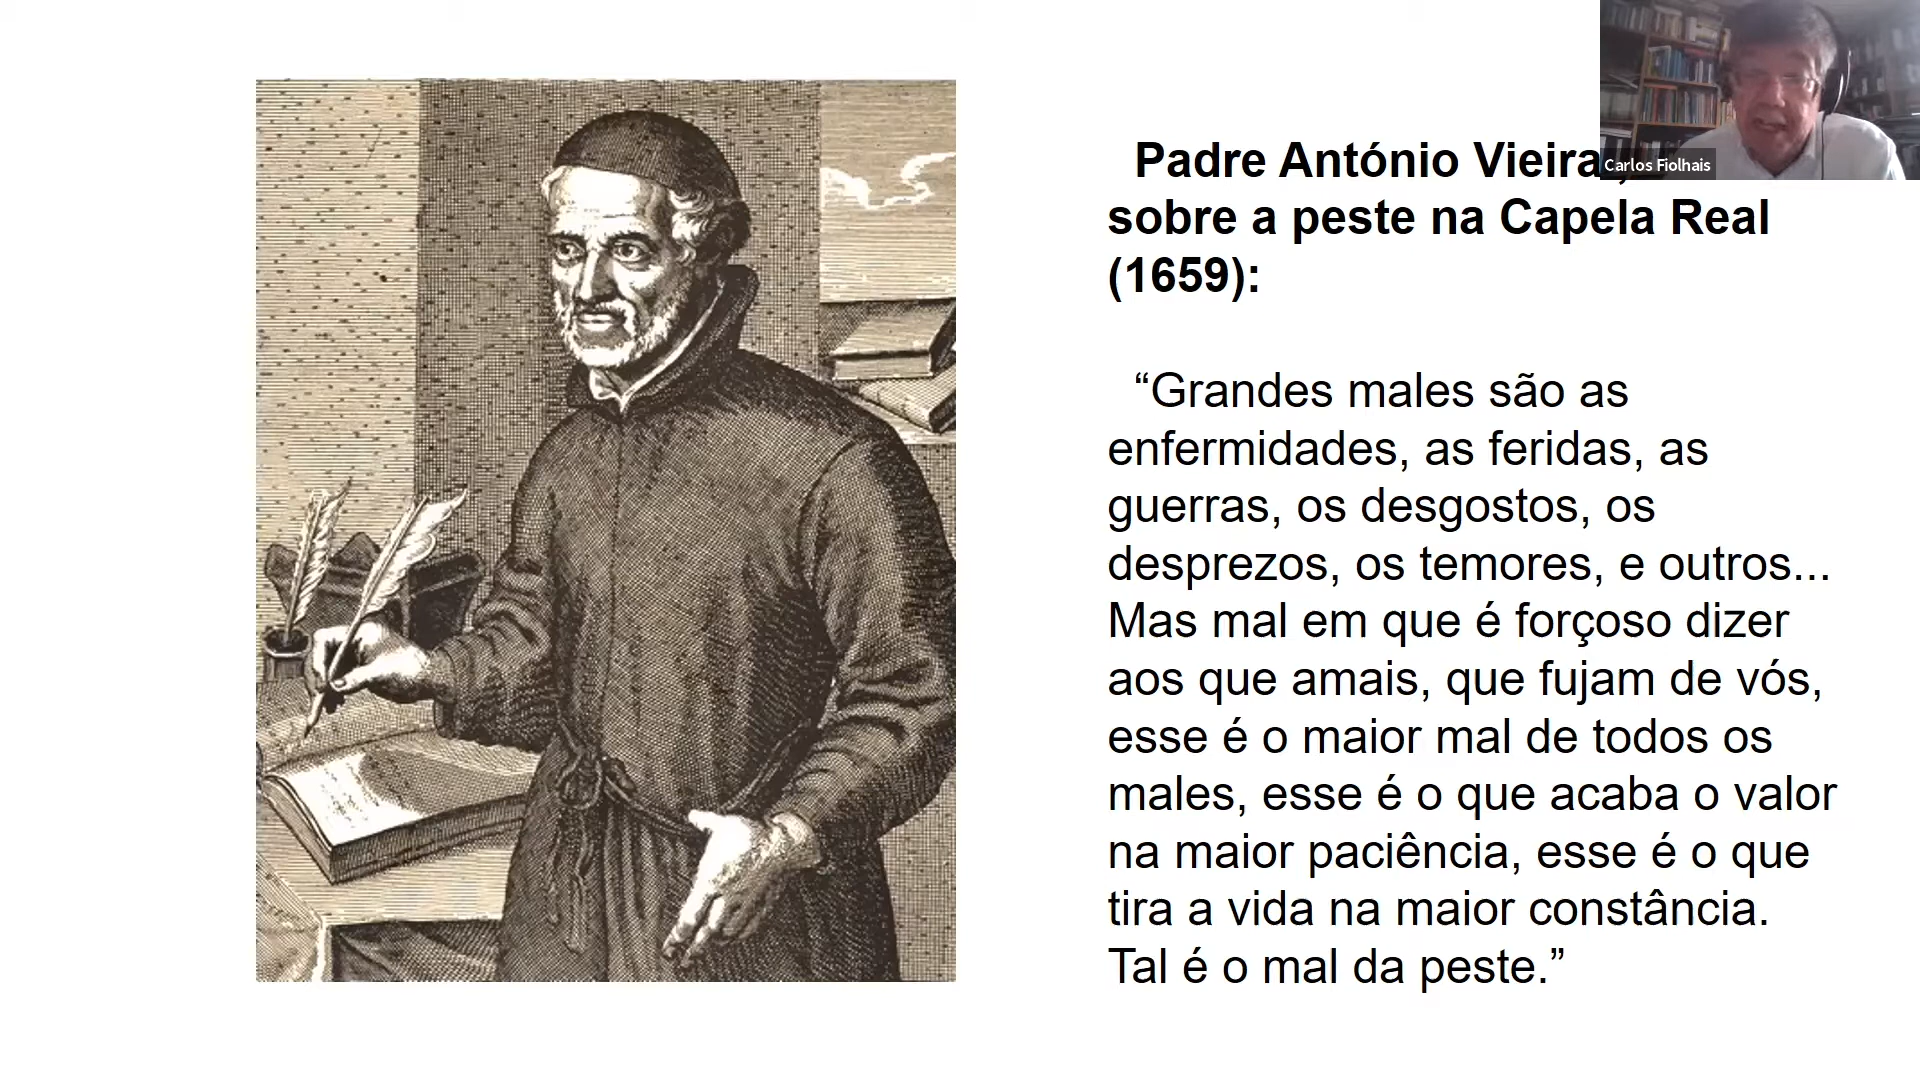 Padre António Vieira,
sobre a peste na Capela Real
(1659):
“Grandes males são as
enfermidades, as feridas, as
guerras, os desgostos, os
desprezos, os temores, e outros...
Mas mal em que é forçoso dizer
aos que amais, que fujam de vós,
esse é o maior mal de todos os
males, esse é o que acaba o valor
na maior paciência, esse é o que
tira a vida na maior constância.
Tal é o mal da peste.”
Carlos Fiolhais